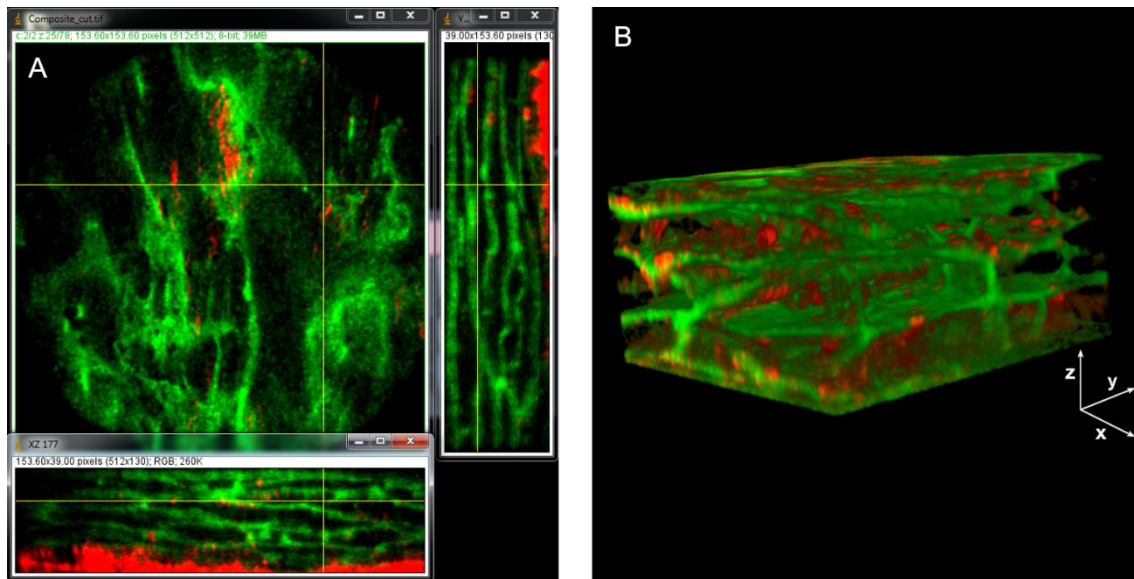 Composite_cut.tif
c:2/2 z:25/78; 153.60x153.60 pixels (512x512); 8-bit; 39MB
A
Y...
39.00x153.60 pixels (130
XZ 177
153.60x39.00 pixels (512x130); RGB; 260K
B
z
y
x